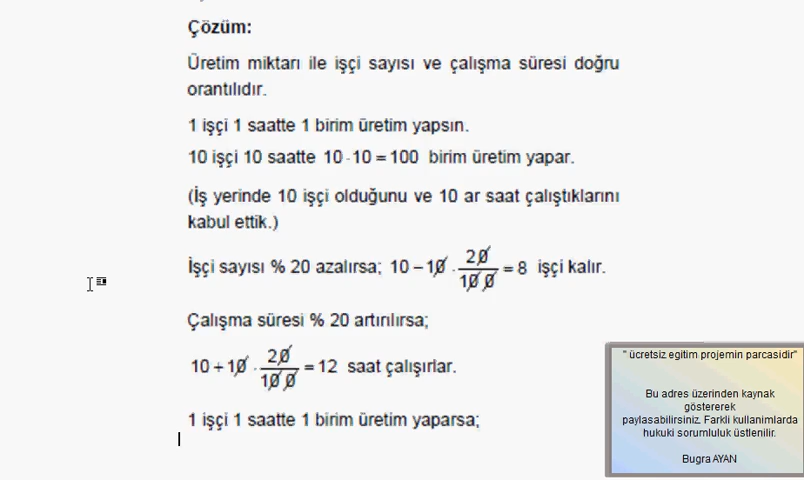 Çözüm:
Üretim miktarı ile işçi sayısı ve çalışma süresi doğru
orantılıdır.
1 işçi 1 saatte 1 birim üretim yapsın.
10 işçi 10 saatte 10 · 10 = 100 birim üretim yapar.
(İş yerinde 10 işçi olduğunu ve 10 ar saat çalıştıklarını
kabul ettik.)
İşçi sayısı % 20 azalırsa; 10 – 10 · 20/100 = 8 işçi kalır.
Çalışma süresi % 20 artırılırsa;
10 + 10 · 20/100 = 12 saat çalışırlar.
1 işçi 1 saatte 1 birim üretim yaparsa;
" ücretsiz egitim projemin parcasidir"
Bu adres üzerinden kaynak
göstererek
paylasabilirsiniz. Farkli kullanimlarda
hukuki sorumluluk üstlenilir.
Bugra AYAN